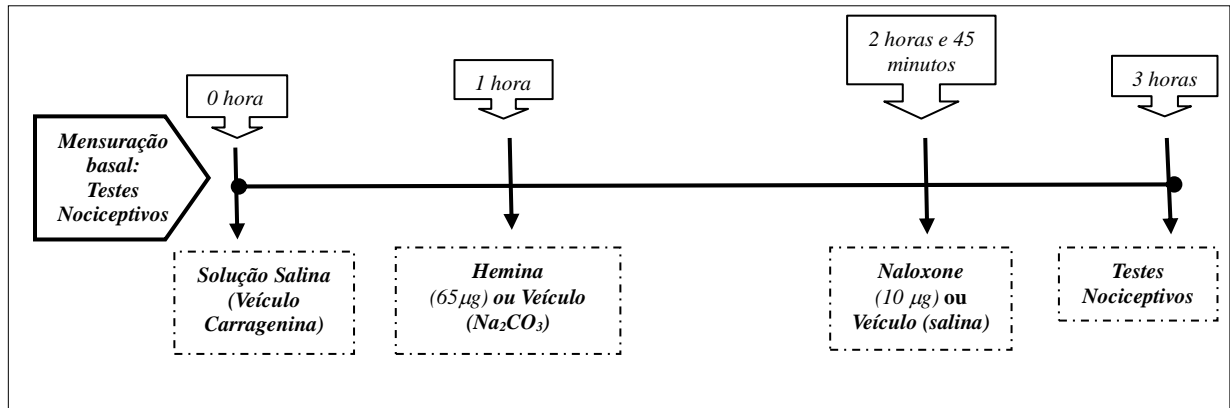 0 hora
1 hora
2 horas e 45
minutos
3 horas
Mensuração
basal:
Testes
Nociceptivos
Solução Salina
(Veículo
Carragenina)
Hemina
(65µg) ou Veículo
(Na₂CO₃)
Naloxone
(10 µg) ou
Veículo (salina)
Testes
Nociceptivos